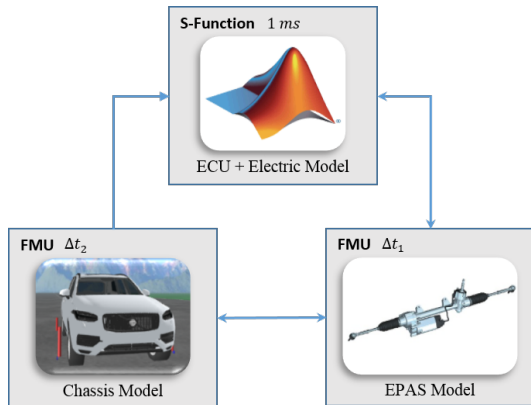 S-Function 1 ms
®
ECU + Electric Model
FMU Δt₂
FMU Δt₁
Chassis Model
EPAS Model